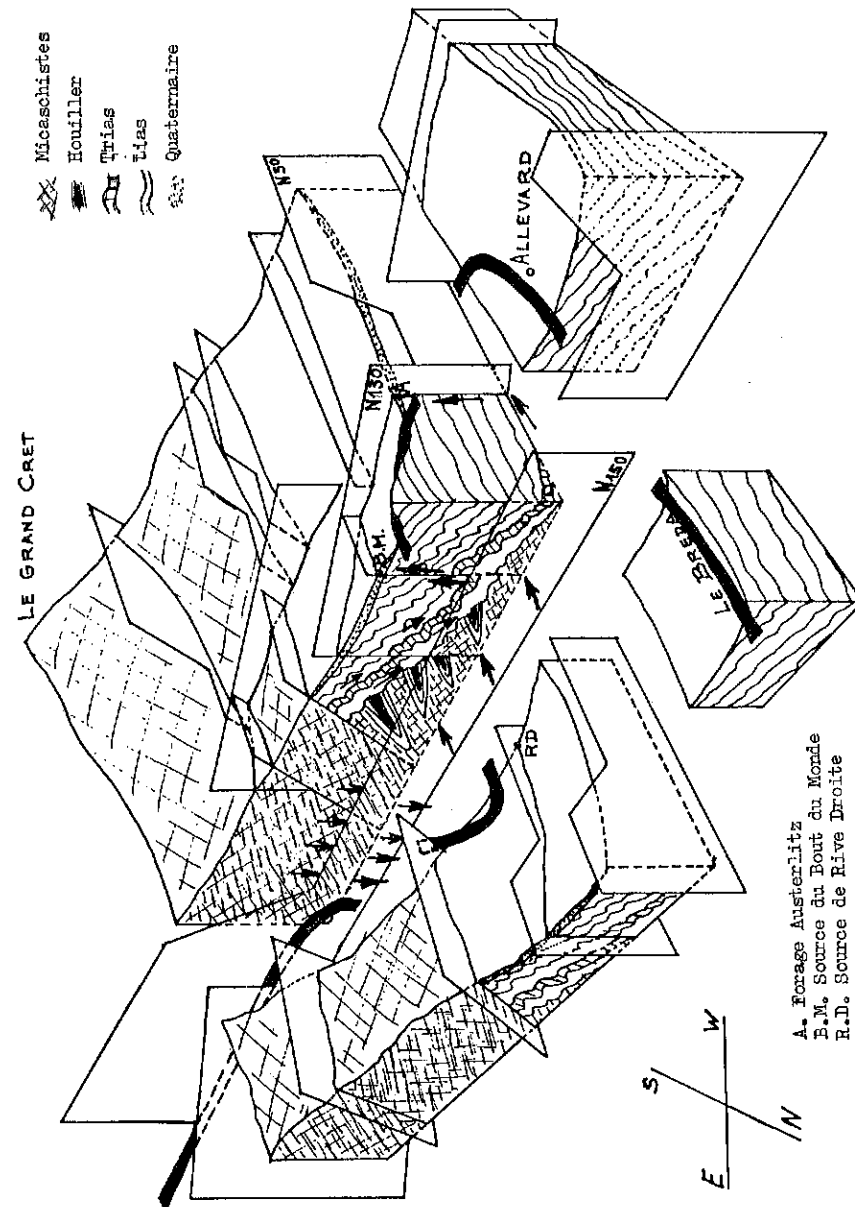 LE GRAND CRET
Micaschistes
Houiller
Trias
Lias
Quaternaire
N50
N130
A
B.M.
N150
ALLEVARD
LE BREDA
RD
E
S
W
N
A. Forage Austerlitz
B.M. Source du Bout du Monde
R.D. Source de Rive Droite